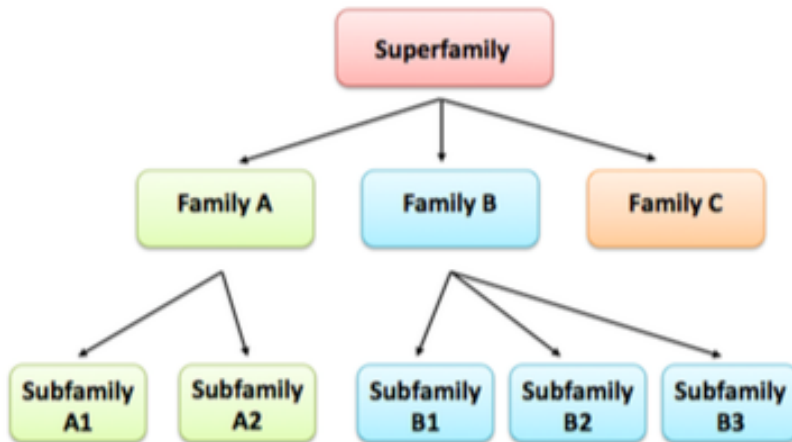 Superfamily
Family A
Family B
Family C
Subfamily
A1
Subfamily
A2
Subfamily
B1
Subfamily
B2
Subfamily
B3